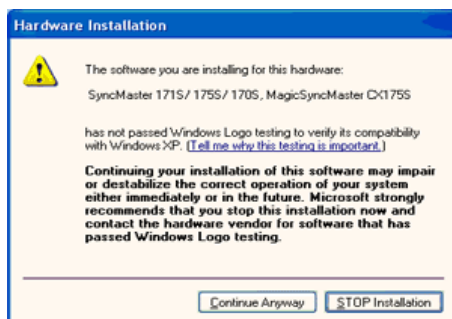 Hardware Installation
The software you are installing for this hardware:
SyncMaster 171S/ 175S/ 170S, MagicSyncMaster CX175S
has not passed Windows Logo testing to verify its compatibility
with Windows XP. (Tell me why this testing is important.)
Continuing your installation of this software may impair
or destabilize the correct operation of your system
either immediately or in the future. Microsoft strongly
recommends that you stop this installation now and
contact the hardware vendor for software that has
passed Windows Logo testing.
Continue Anyway STOP Installation